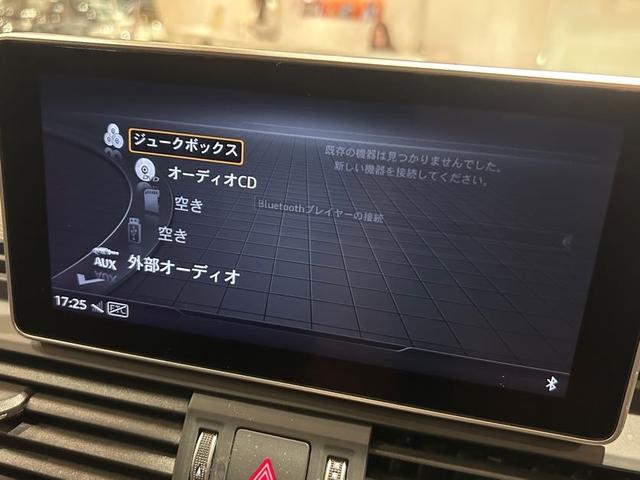 ジュークボックス
オーディオCD
空き
空き
AUX 外部オーディオ
既存の機器は見つかりませんでした。
新しい機器を接続してください。
Bluetoothプレイヤーの接続
17:25
ETC